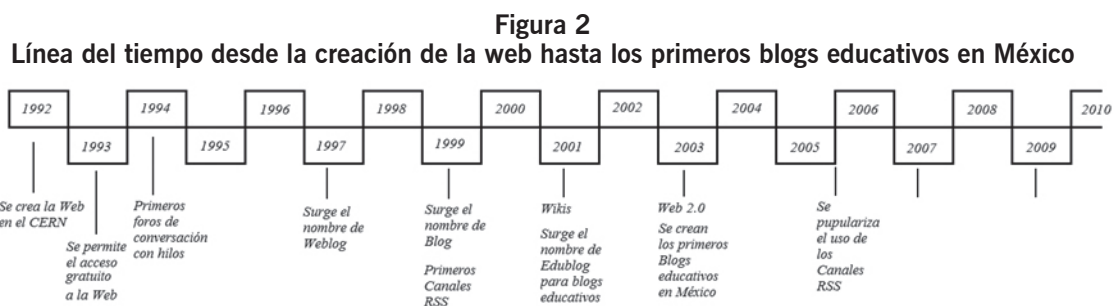 Figura 2
Línea del tiempo desde la creación de la web hasta los primeros blogs educativos en México
1992
1993
1994
1995
1996
1997
1998
1999
2000
2001
2002
2003
2004
2005
2006
2007
2008
2009
2010
Se crea la Web
en el CERN
Se permite
el acceso
gratuito
a la Web
Primeros
foros de
conversación
con hilos
Surge el
nombre de
Weblog
Surge el
nombre de
Blog
Primeros
Canales
RSS
Wikis
Surge el
nombre de
Edublog
para blogs
educativos
Web 2.0
Se crean
los primeros
Blogs
educativos
en México
Se
pupulariza
el uso de
los
Canales
RSS